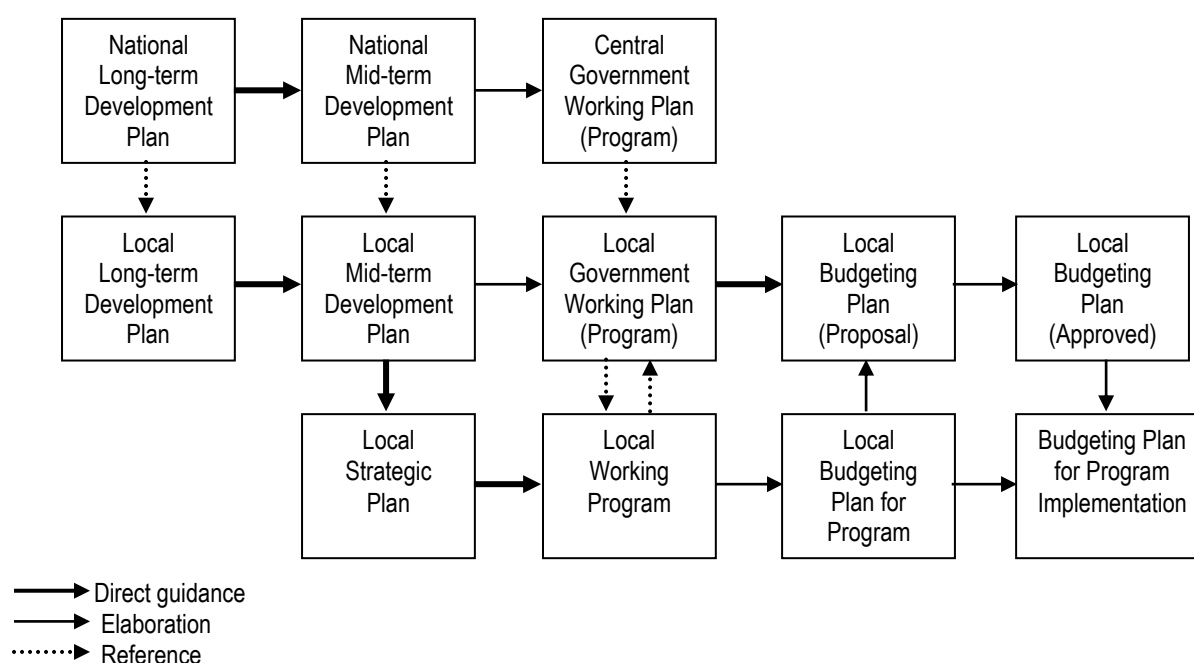 National
Long-term
Development
Plan
National
Mid-term
Development
Plan
Central
Government
Working Plan
(Program)
Local
Long-term
Development
Plan
Local
Mid-term
Development
Plan
Local
Government
Working Plan
(Program)
Local
Budgeting
Plan
(Proposal)
Local
Budgeting
Plan
(Approved)
Local
Strategic
Plan
Local
Working
Program
Local
Budgeting
Plan for
Program
Budgeting Plan
for Program
Implementation
Direct guidance
Elaboration
Reference